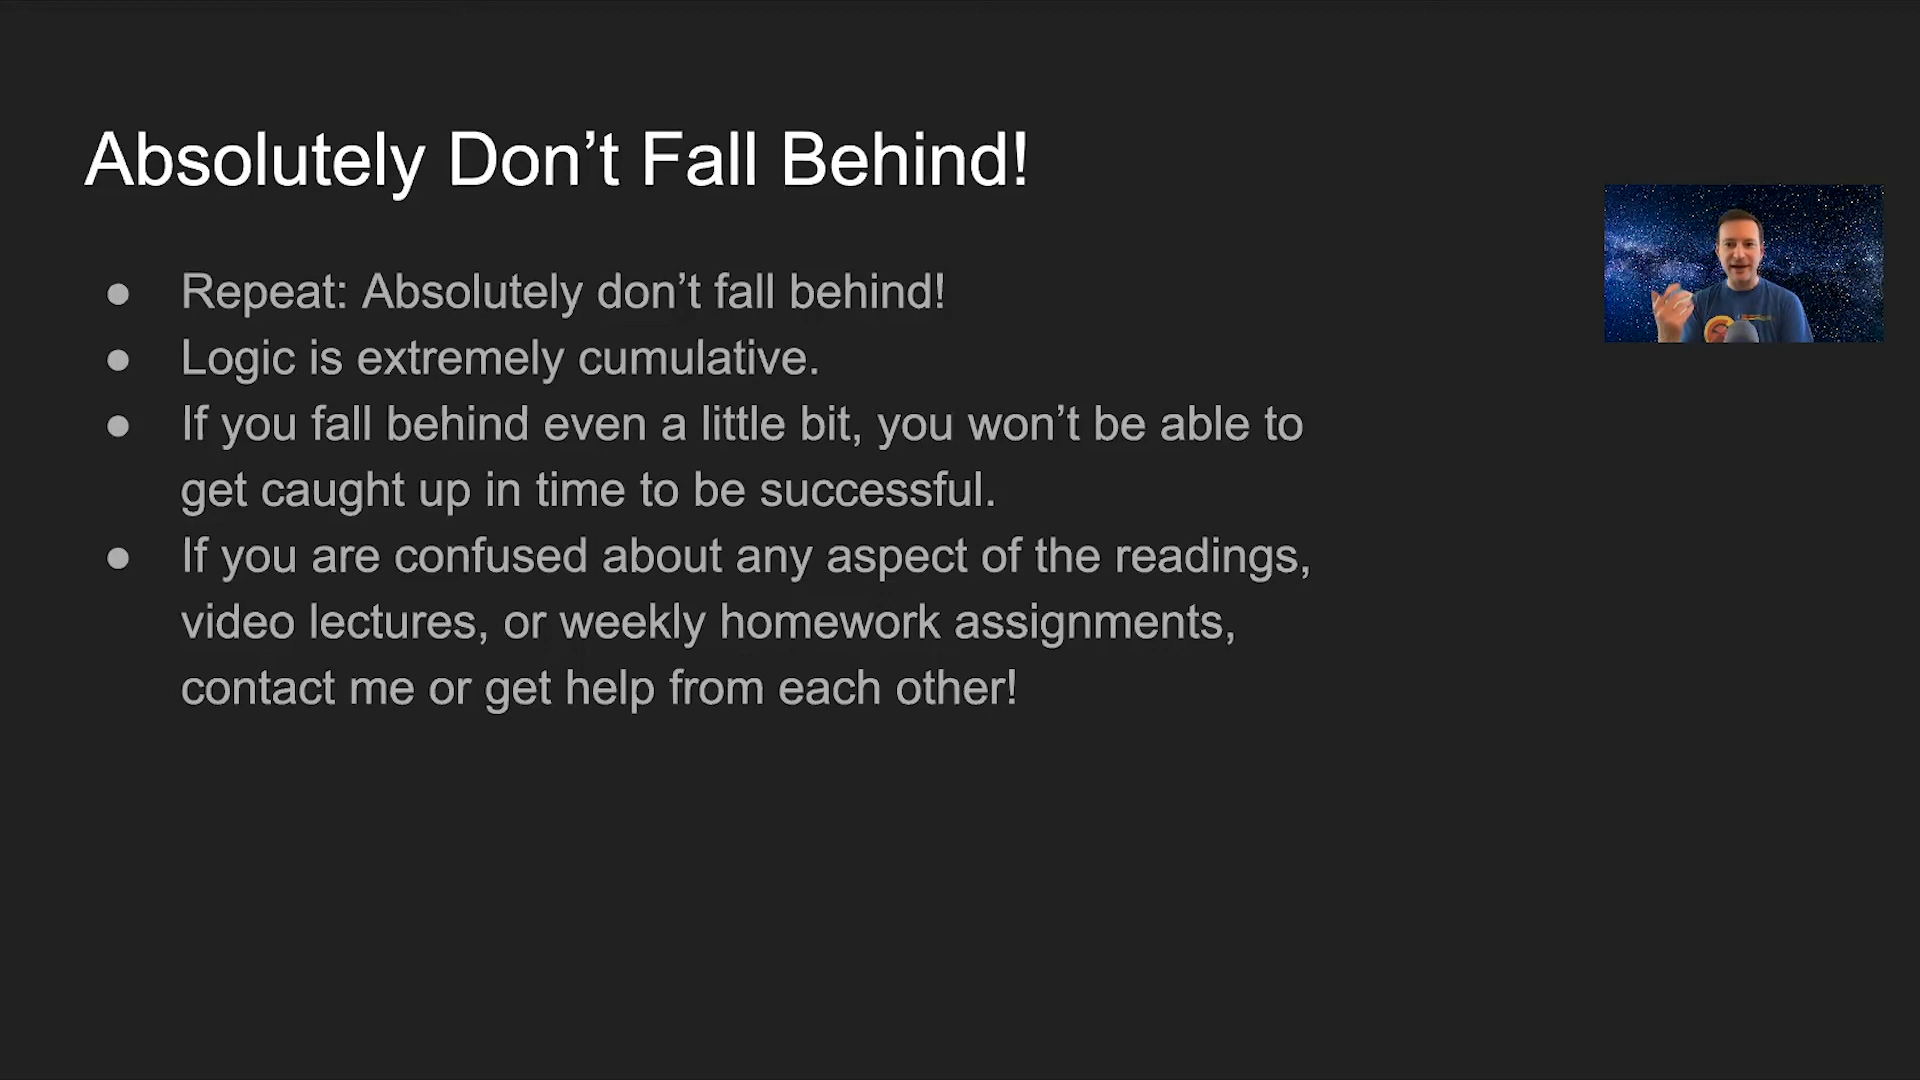 Absolutely Don’t Fall Behind!
● Repeat: Absolutely don’t fall behind!
● Logic is extremely cumulative.
● If you fall behind even a little bit, you won’t be able to
get caught up in time to be successful.
● If you are confused about any aspect of the readings,
video lectures, or weekly homework assignments,
contact me or get help from each other!